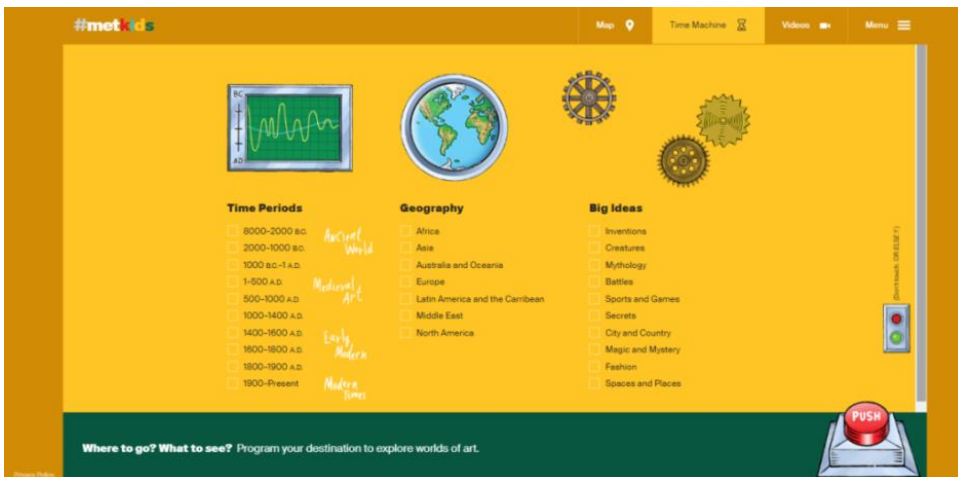 #metkids
Map
Time Machine
Videos
Menu
BC
AD
Time Periods
8000–2000 B.C.
2000–1000 B.C.
1000 B.C.–1 A.D.
1–500 A.D.
500–1000 A.D.
1000–1400 A.D.
1400–1600 A.D.
1600–1800 A.D.
1800–1900 A.D.
1900–Present
Ancient
World
Medieval
Art
Early
Modern
Modern
Times
Geography
Africa
Asia
Australia and Oceania
Europe
Latin America and the Carribean
Middle East
North America
Big Ideas
Inventions
Creatures
Mythology
Battles
Sports and Games
Secrets
City and Country
Magic and Mystery
Fashion
Spaces and Places
(Don't touch. OR ELSE!!)
PUSH
Where to go? What to see? Program your destination to explore worlds of art.
Privacy Policy